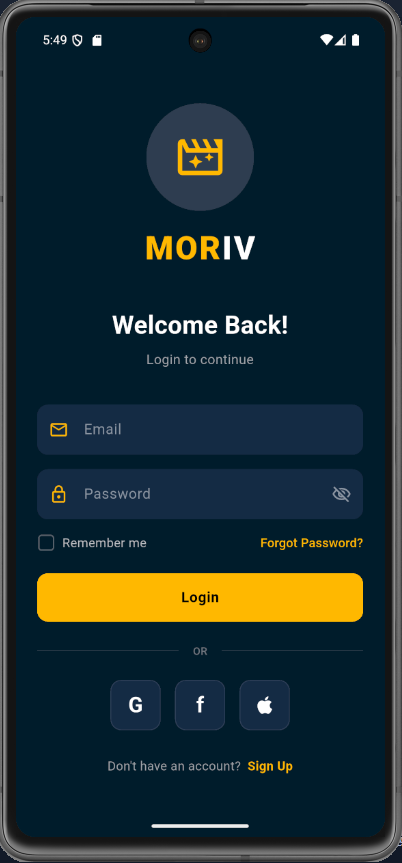 5:49
MORIV
Welcome Back!
Login to continue
Email
Password
Remember me Forgot Password?
Login
OR
G f
Don't have an account? Sign Up